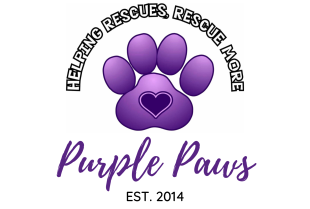 HELPING RESCUES, RESCUE MORE
Purple Paws
EST. 2014